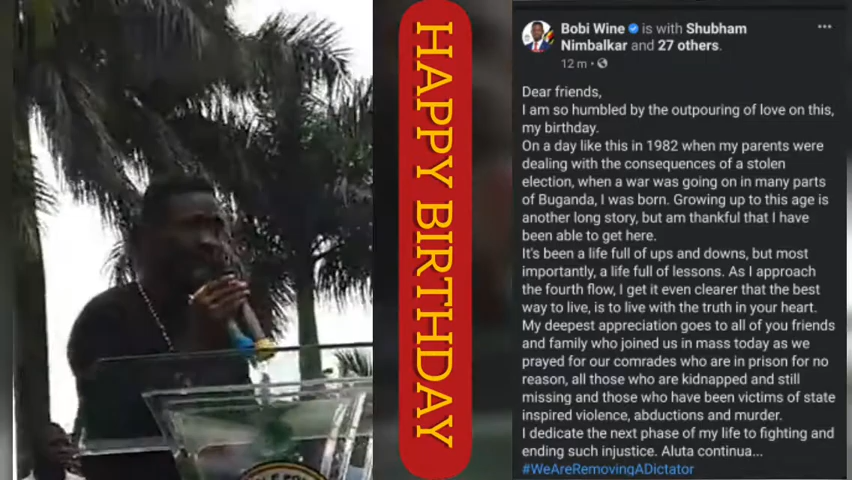 HAPPY BIRTHDAY
Bobi Wine is with Shubham
Nimbalkar and 27 others.
12 m •
Dear friends,
I am so humbled by the outpouring of love on this,
my birthday.
On a day like this in 1982 when my parents were
dealing with the consequences of a stolen
election, when a war was going on in many parts
of Buganda, I was born. Growing up to this age is
another long story, but am thankful that I have
been able to get here.
It's been a life full of ups and downs, but most
importantly, a life full of lessons. As I approach
the fourth flow, I get it even clearer that the best
way to live, is to live with the truth in your heart.
My deepest appreciation goes to all of you friends
and family who joined us in mass today as we
prayed for our comrades who are in prison for no
reason, all those who are kidnapped and still
missing and those who have been victims of state
inspired violence, abductions and murder.
I dedicate the next phase of my life to fighting and
ending such injustice. Aluta continua...
#WeAreRemovingADictator